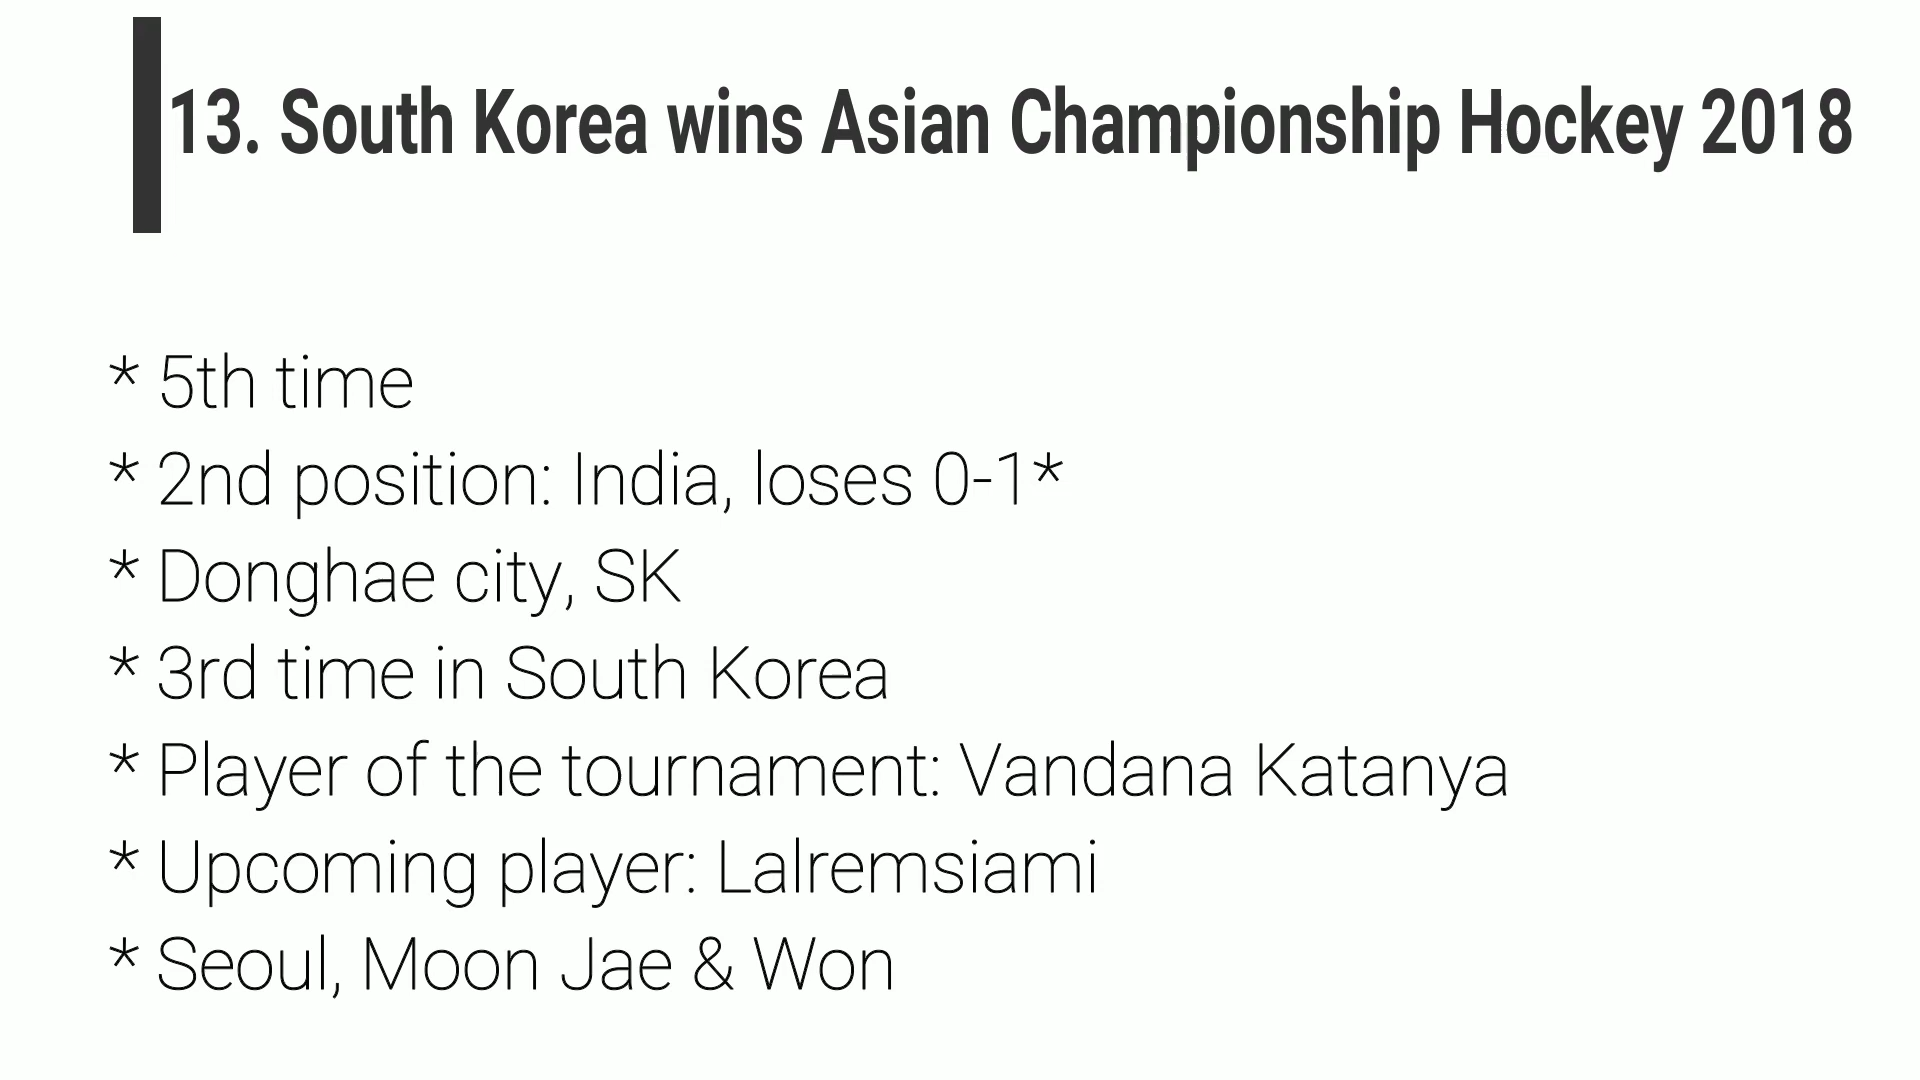 13. South Korea wins Asian Championship Hockey 2018
* 5th time
* 2nd position: India, loses 0-1*
* Donghae city, SK
* 3rd time in South Korea
* Player of the tournament: Vandana Katanya
* Upcoming player: Lalremsiami
* Seoul, Moon Jae & Won